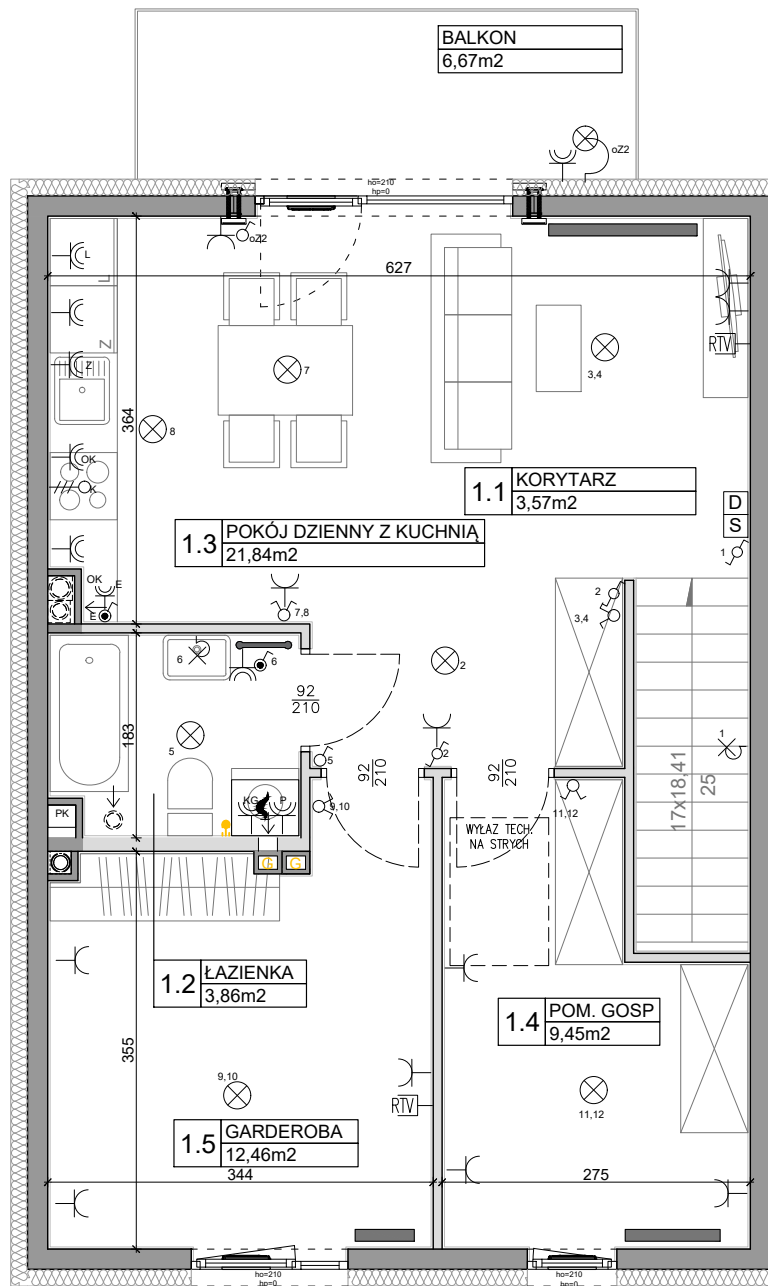 BALKON
6,67m2
oZ2
ho=210
hp=0
oZ2
L
L
627
Z
Z
RTV
7
3,4
364
8
OK
K
1.1 KORYTARZ
3,57m2
D
S
1.3 POKÓJ DZIENNY Z KUCHNIĄ
21,84m2
1
OK
E
E
7,8
2
3,4
6
6
2
92
210
183
5
5
2
92
210
92
210
1
17x18,41
25
PK
KG
P
9,10
11,12
WYŁAZ TECH.
NA STRYCH
G
G
1.2 ŁAZIENKA
3,86m2
1.4 POM. GOSP
9,45m2
355
9,10
RTV
11,12
1.5 GARDEROBA
12,46m2
344
275
ho=210
hp=0
ho=210
hp=0